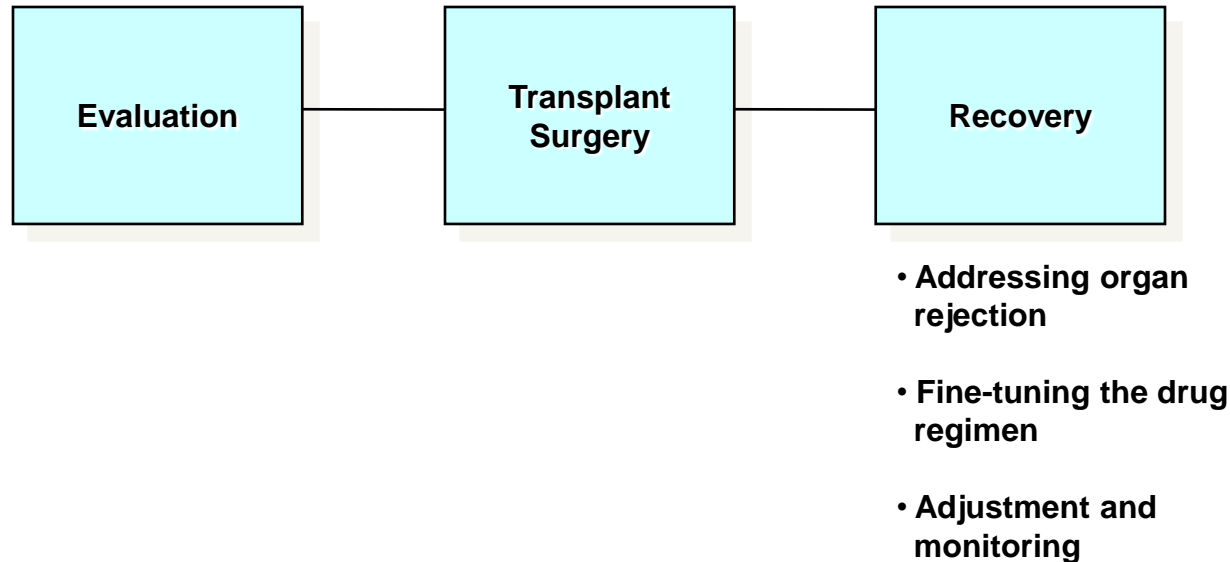 Evaluation
Transplant
Surgery
Recovery
• Addressing organ
rejection
• Fine-tuning the drug
regimen
• Adjustment and
monitoring